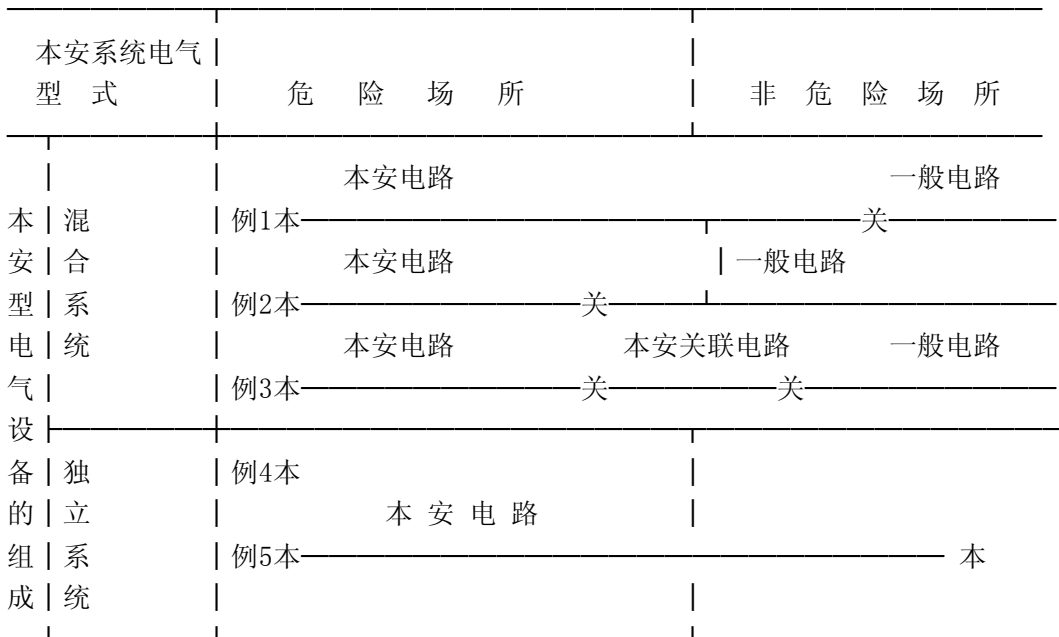 本安系统电气
型 式 危 险 场 所 非 危 险 场 所
本安电路 一般电路
本 混 例1本 关
安 合 本安电路 一般电路
型 系 例2本 关
电 统 本安电路 本安关联电路 一般电路
气 例3本 关 关
设
备 独 例4本
的 立 本 安 电 路
组 系 例5本 本
成 统